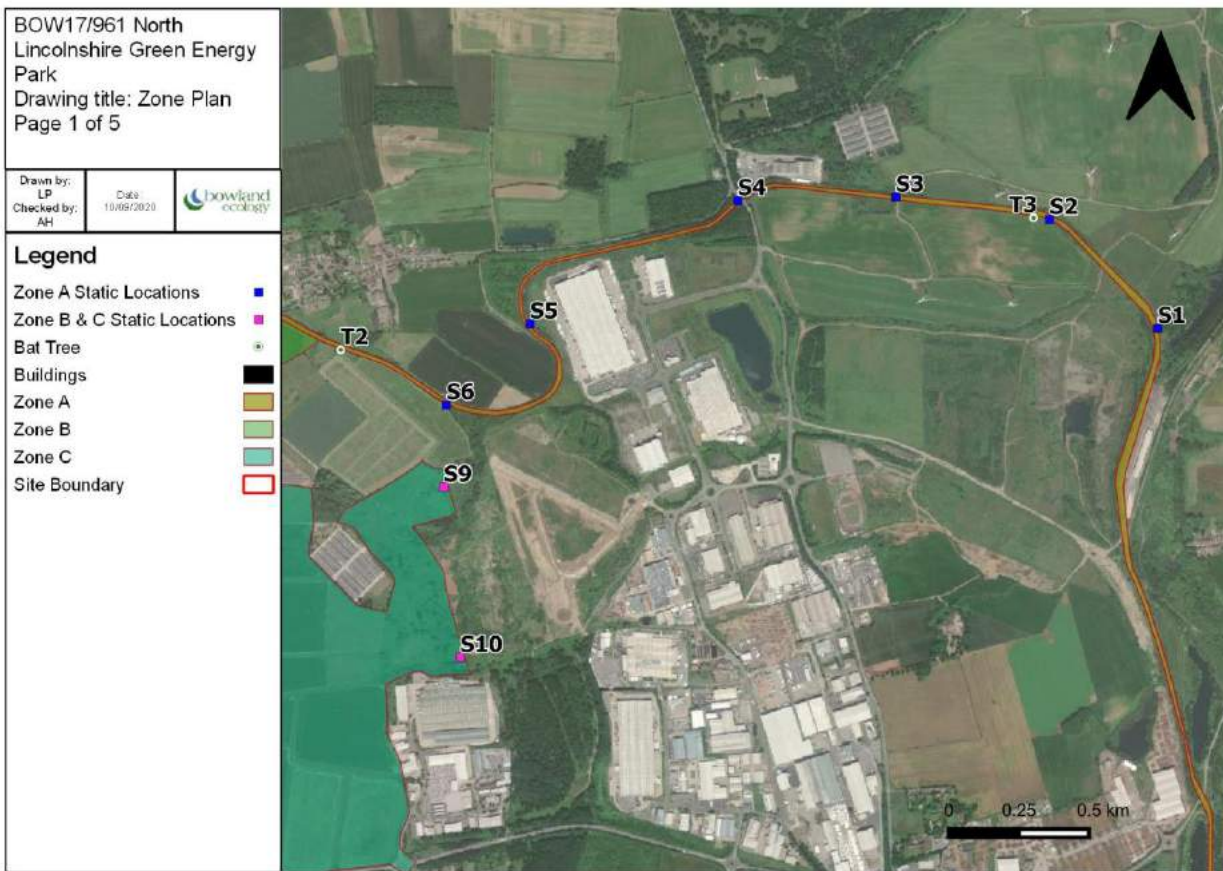 BOW17/961 North
Lincolnshire Green Energy
Park
Drawing title: Zone Plan
Page 1 of 5
Drawn by:
LP
Checked by:
AH
Date
10/09/2020
bowland
ecology
Legend
Zone A Static Locations
Zone B & C Static Locations
Bat Tree
Buildings
Zone A
Zone B
Zone C
Site Boundary
S4
S3
T3
S2
S1
S5
T2
S6
S9
S10
0
0.25
0.5 km